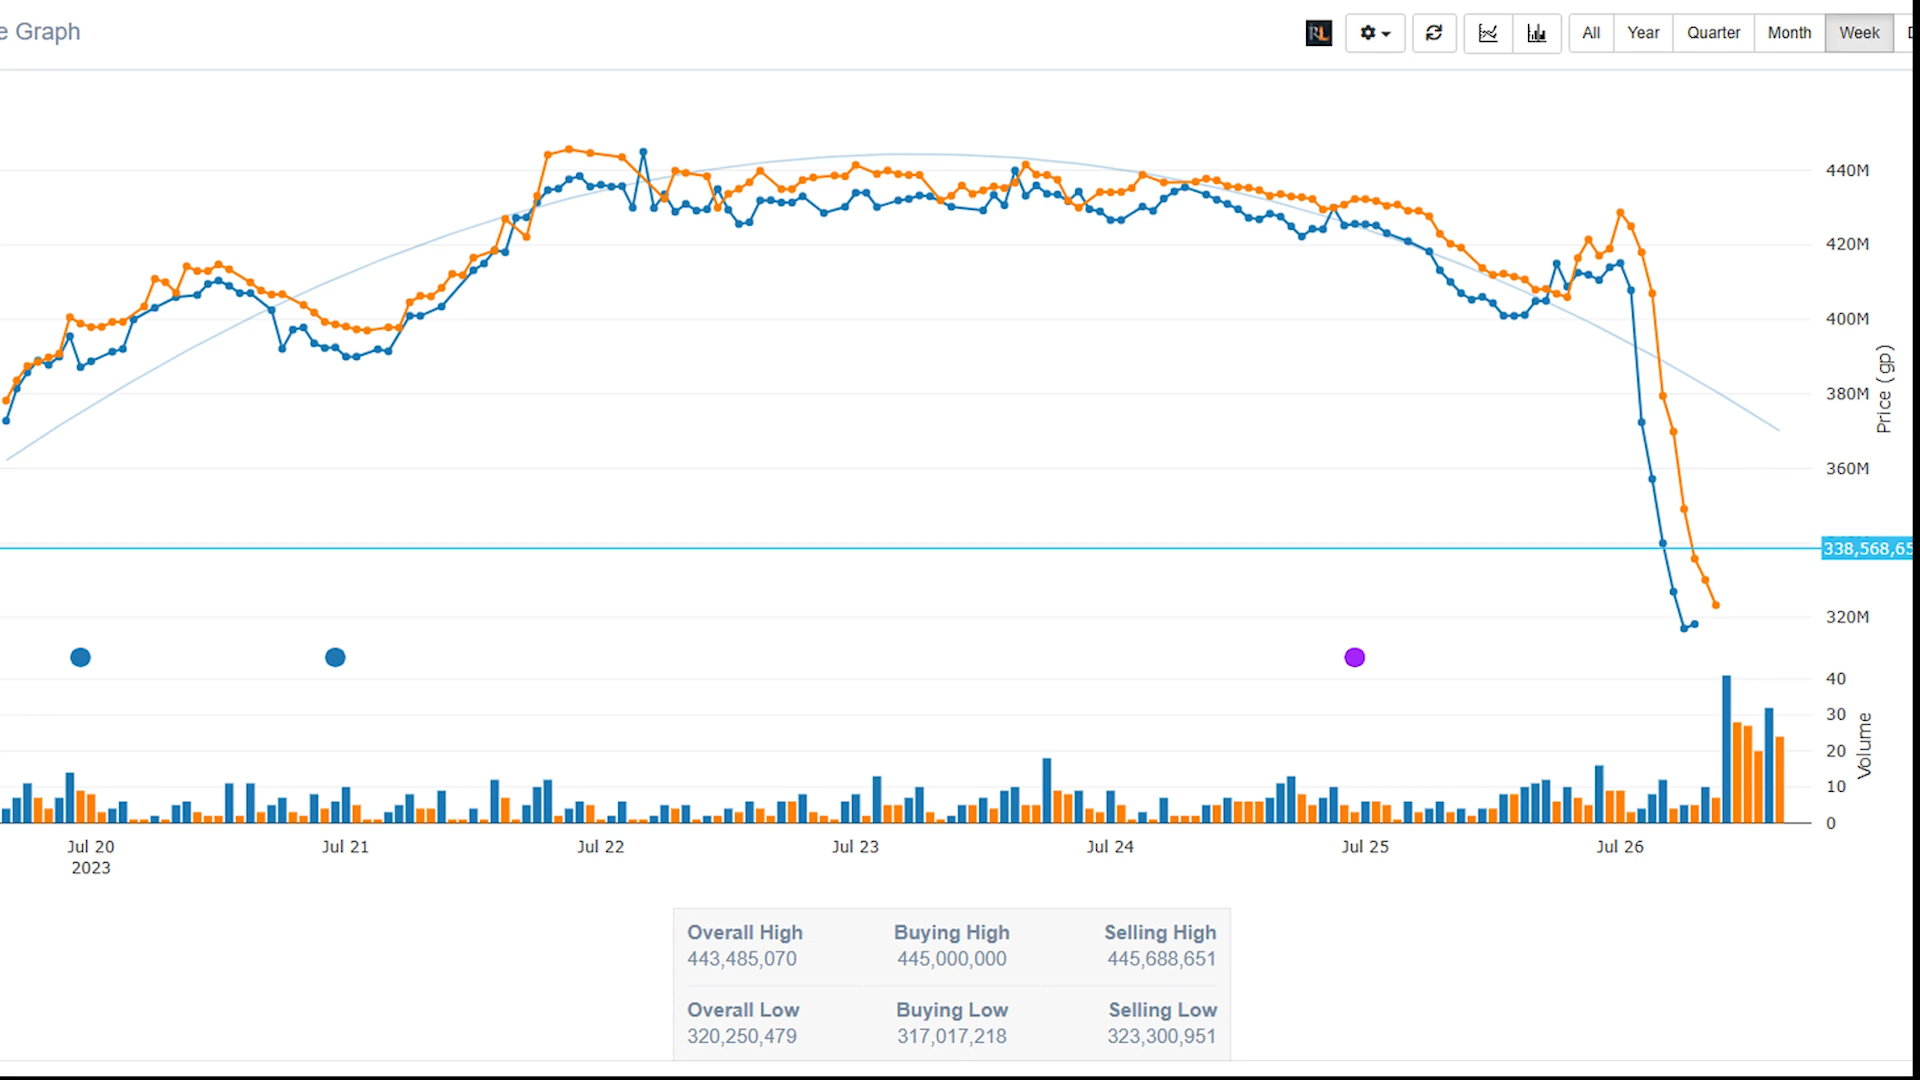 e Graph
RL
All Year Quarter Month Week
440M
420M
400M
380M
360M
338,568,65
320M
Price (gp)
40
30
20
10
0
Volume
Jul 20 Jul 21 Jul 22 Jul 23 Jul 24 Jul 25 Jul 26
2023
Overall High Buying High Selling High
443,485,070 445,000,000 445,688,651
Overall Low Buying Low Selling Low
320,250,479 317,017,218 323,300,951